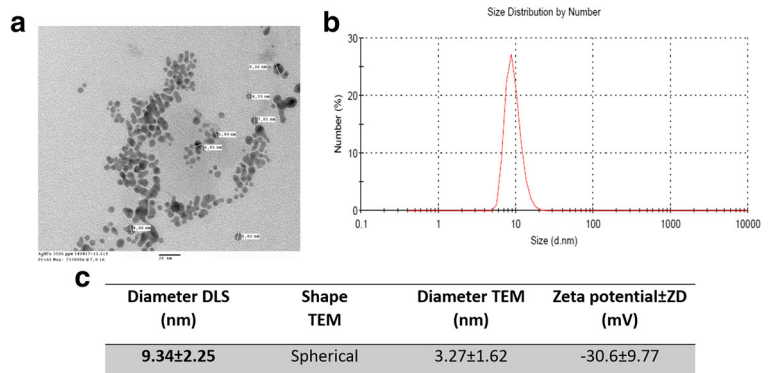 a
b
Size Distribution by Number
30
20
10
0
Number (%)
0.1 1 10 100 1000 10000
Size (d.nm)
20 nm
c
Diameter DLS (nm) Shape TEM Diameter TEM (nm) Zeta potential±ZD (mV)
9.34±2.25 Spherical 3.27±1.62 -30.6±9.77